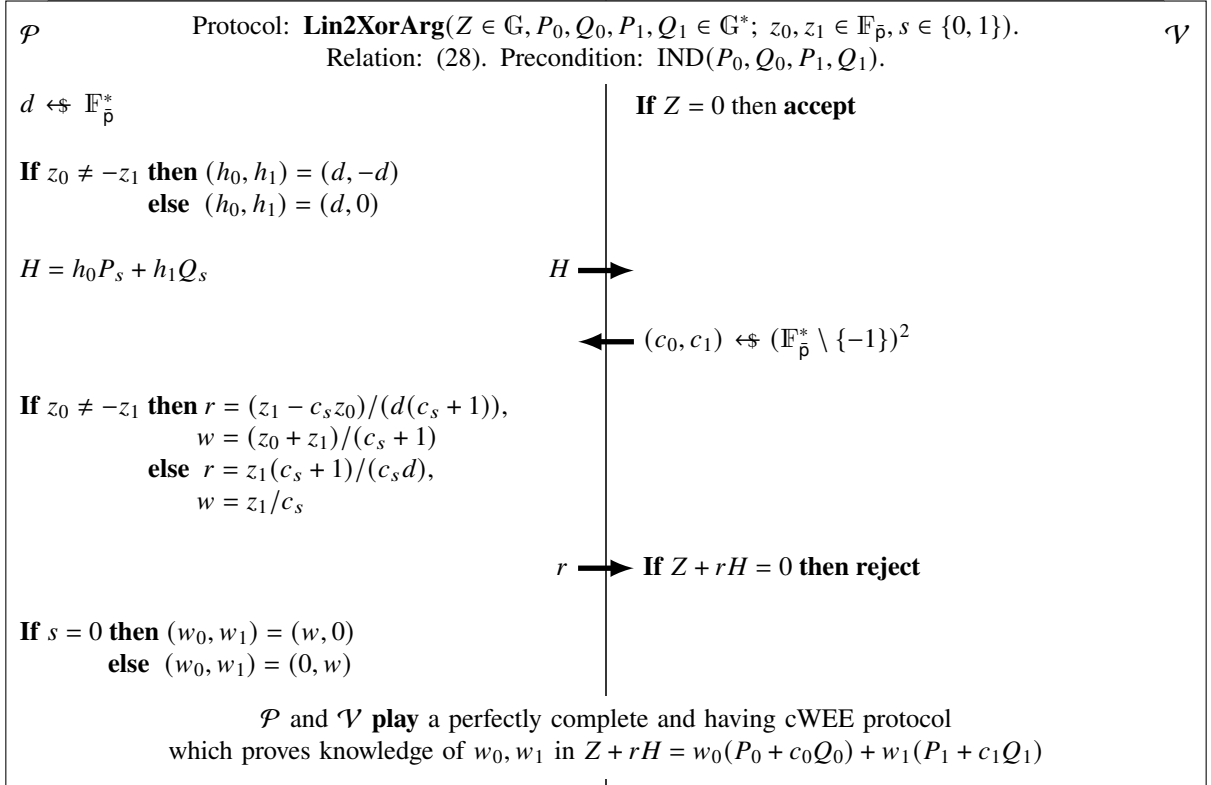 𝒫
Protocol: Lin2XorArg(Z ∈ 𝔾, P₀, Q₀, P₁, Q₁ ∈ 𝔾*; z₀, z₁ ∈ 𝔽_p̄, s ∈ {0, 1}).
𝒱
Relation: (28). Precondition: IND(P₀, Q₀, P₁, Q₁).
d ↞$ 𝔽*_p̄
If Z = 0 then accept
If z₀ ≠ −z₁ then (h₀, h₁) = (d, −d)
else (h₀, h₁) = (d, 0)
H = h₀P_s + h₁Q_s
H
(c₀, c₁) ↞$ (𝔽*_p̄ \ {−1})²
If z₀ ≠ −z₁ then r = (z₁ − c_s z₀)/(d(c_s + 1)),
w = (z₀ + z₁)/(c_s + 1)
else r = z₁(c_s + 1)/(c_s d),
w = z₁/c_s
r
If Z + rH = 0 then reject
If s = 0 then (w₀, w₁) = (w, 0)
else (w₀, w₁) = (0, w)
𝒫 and 𝒱 play a perfectly complete and having cWEE protocol
which proves knowledge of w₀, w₁ in Z + rH = w₀(P₀ + c₀Q₀) + w₁(P₁ + c₁Q₁)